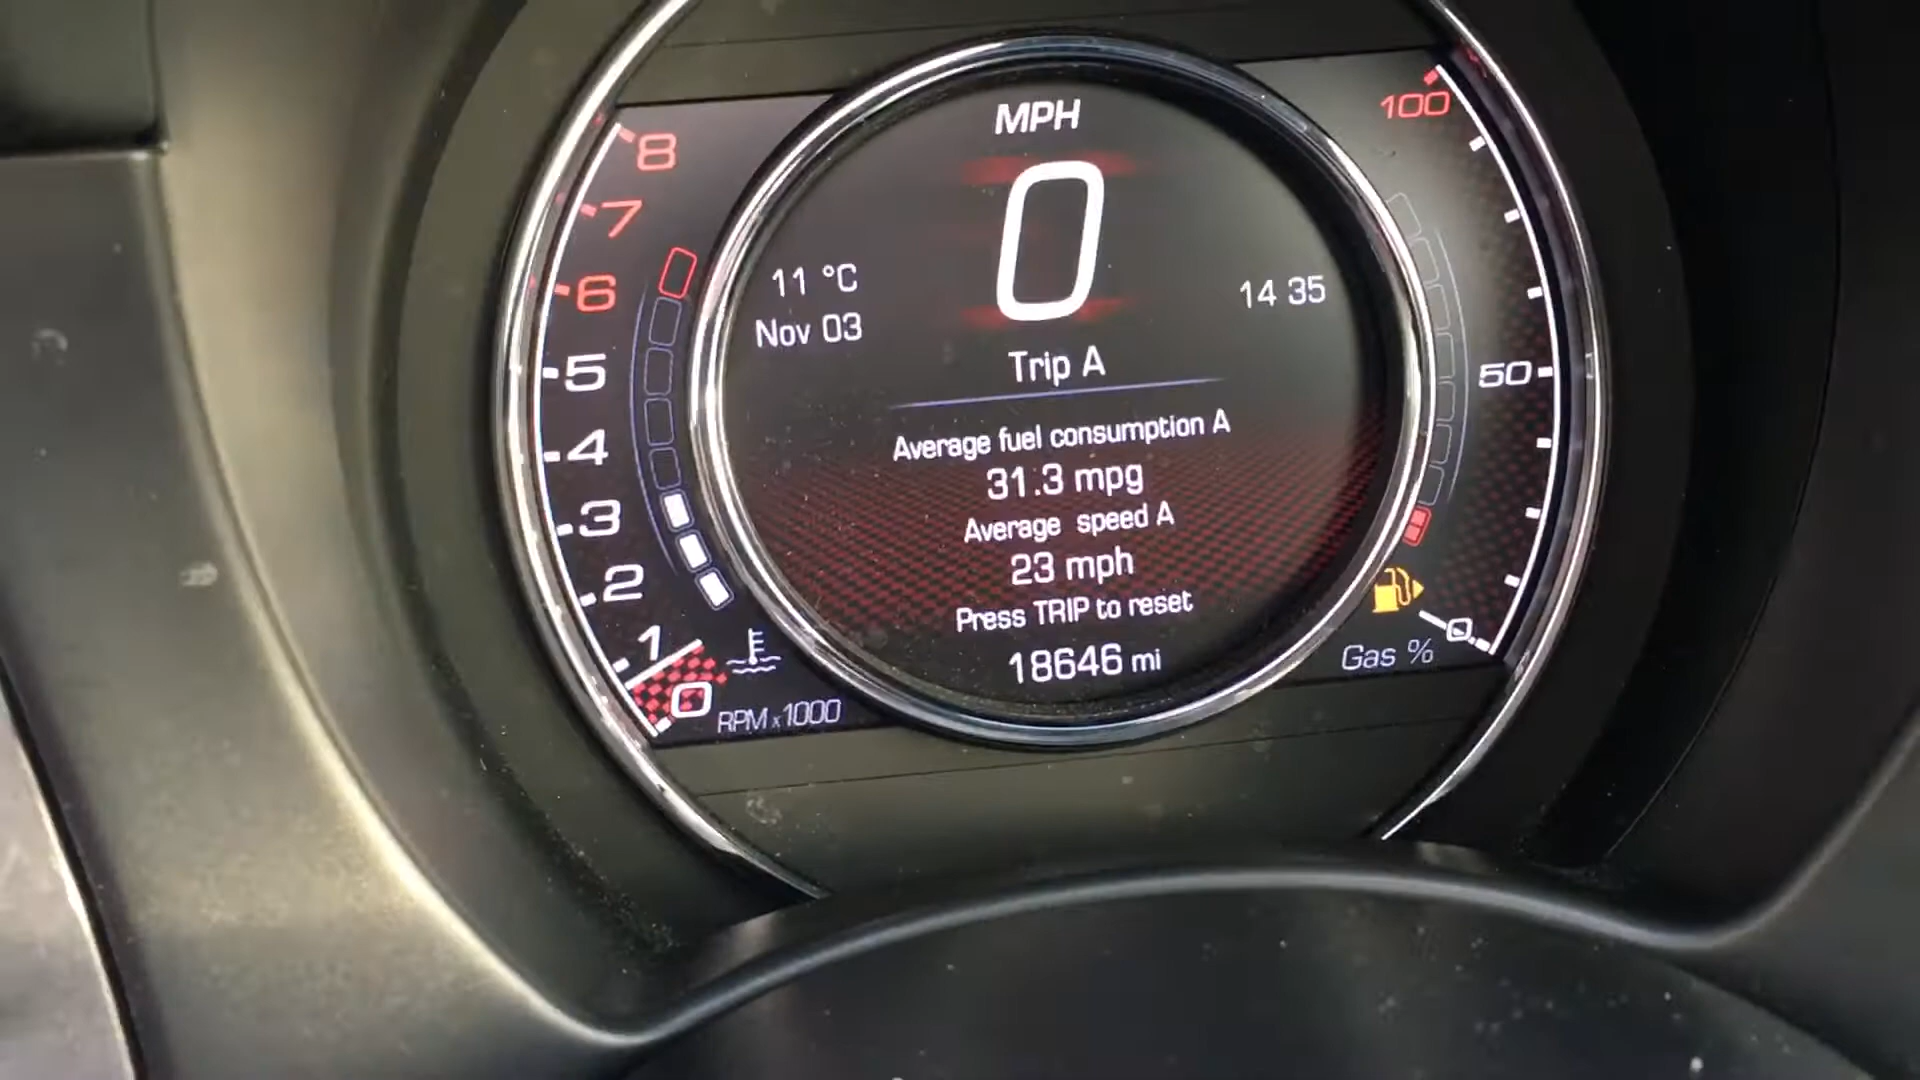 MPH
0
11 °C
Nov 03
14 35
Trip A
Average fuel consumption A
31.3 mpg
Average speed A
23 mph
Press TRIP to reset
18646 mi
8
7
6
5
4
3
2
1
0
RPM x1000
100
50
0
Gas %